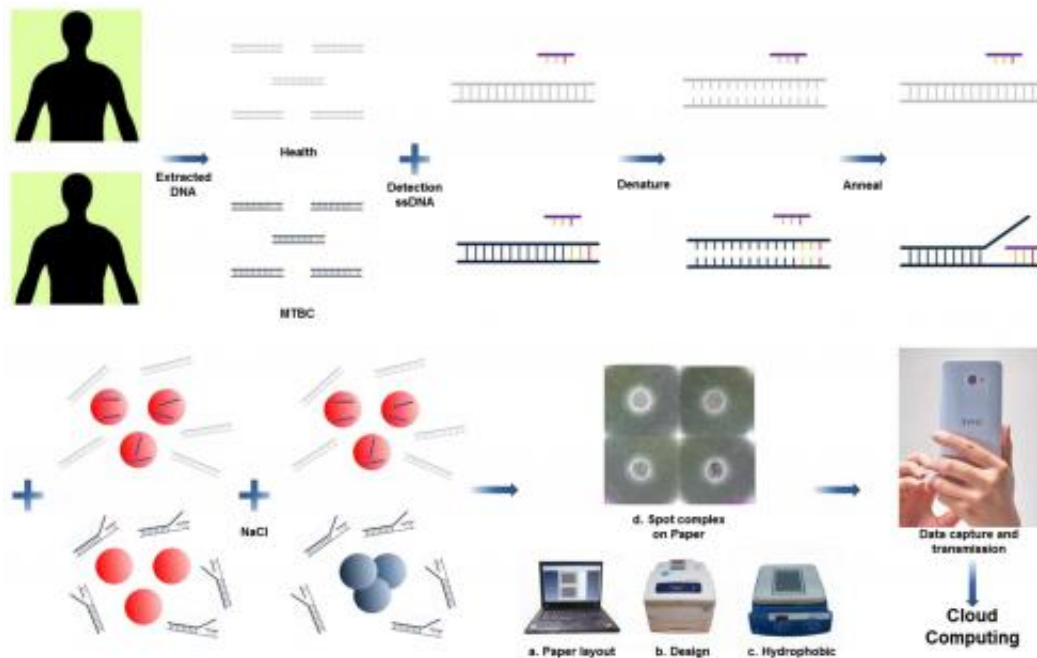 Health
Extracted
DNA
Detection
ssDNA
Denature
Anneal
MTBC
NaCl
d. Spot complex
on Paper
Data capture and
transmission
Cloud
Computing
a. Paper layout
b. Design
c. Hydrophobic